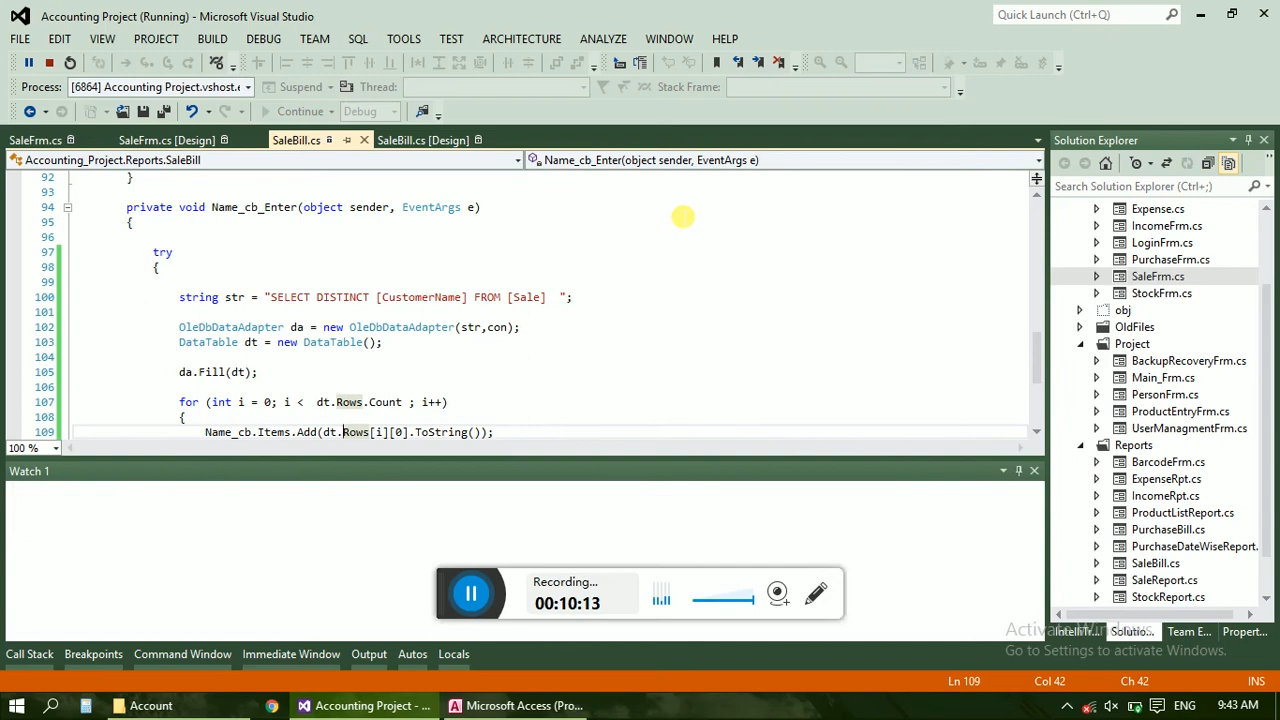 Accounting Project (Running) - Microsoft Visual Studio
Quick Launch (Ctrl+Q)
FILE EDIT VIEW PROJECT BUILD DEBUG TEAM SQL TOOLS TEST ARCHITECTURE ANALYZE WINDOW HELP
Process: [6864] Accounting Project.vshost.e Suspend Thread: Stack Frame:
Continue Debug
SaleFrm.cs SaleFrm.cs [Design] SaleBill.cs SaleBill.cs [Design]
Solution Explorer
Accounting_Project.Reports.SaleBill Name_cb_Enter(object sender, EventArgs e)
Search Solution Explorer (Ctrl+;)
92 }
93
94 private void Name_cb_Enter(object sender, EventArgs e)
95 {
96
97 try
98 {
99
100 string str = "SELECT DISTINCT [CustomerName] FROM [Sale]  ";
101
102 OleDbDataAdapter da = new OleDbDataAdapter(str,con);
103 DataTable dt = new DataTable();
104
105 da.Fill(dt);
106
107 for (int i = 0; i <  dt.Rows.Count ; i++)
108 {
109 Name_cb.Items.Add(dt.Rows[i][0].ToString());
100 %
Expense.cs
IncomeFrm.cs
LoginFrm.cs
PurchaseFrm.cs
SaleFrm.cs
StockFrm.cs
obj
OldFiles
Project
BackupRecoveryFrm.cs
Main_Frm.cs
PersonFrm.cs
ProductEntryFrm.cs
UserManagmentFrm.cs
Reports
BarcodeFrm.cs
ExpenseRpt.cs
IncomeRpt.cs
ProductListReport.cs
PurchaseBill.cs
PurchaseDateWiseReport.
SaleBill.cs
SaleReport.cs
StockReport.cs
Watch 1
Recording...
00:10:13
Activate Windows
Go to Settings to activate Windows.
IntelliTr... Solutio... Team E... Propert...
Call Stack Breakpoints Command Window Immediate Window Output Autos Locals
Ln 109 Col 42 Ch 42 INS
Account Accounting Project - ... Microsoft Access (Pro... ENG 9:43 AM